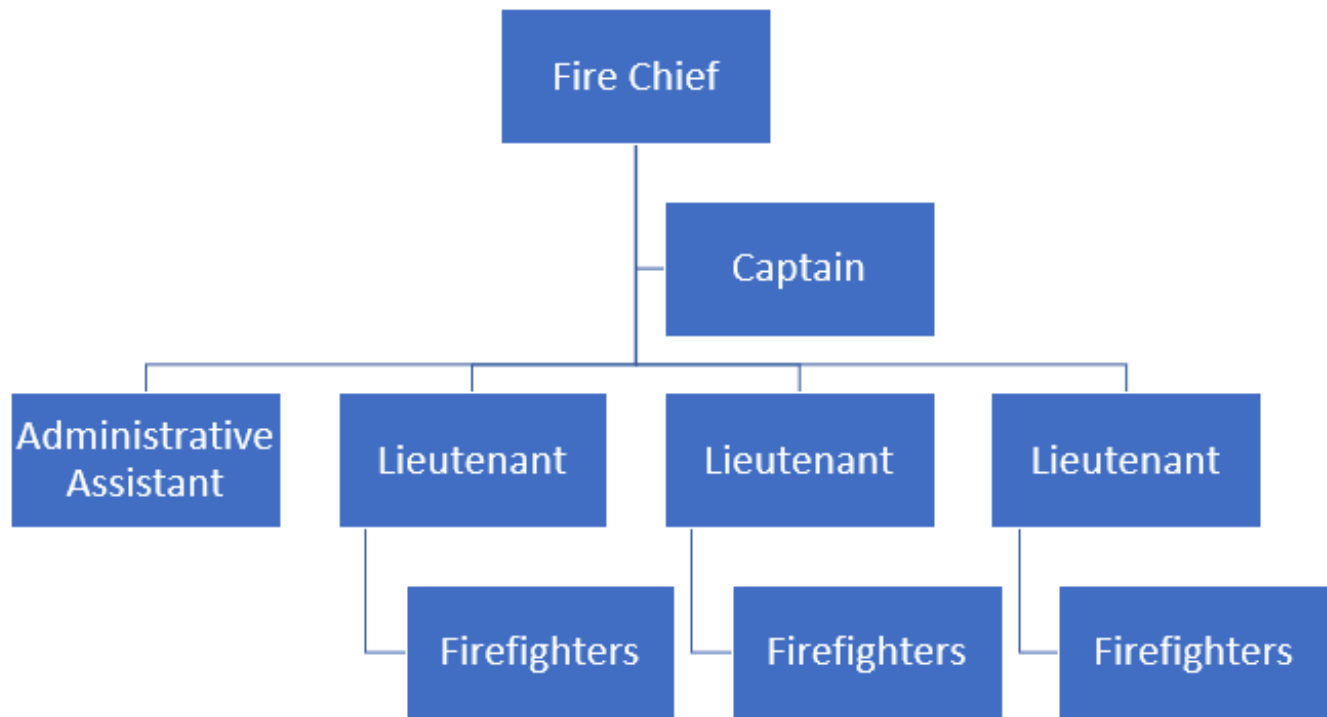 Fire Chief
Captain
Administrative
Assistant
Lieutenant
Lieutenant
Lieutenant
Firefighters
Firefighters
Firefighters